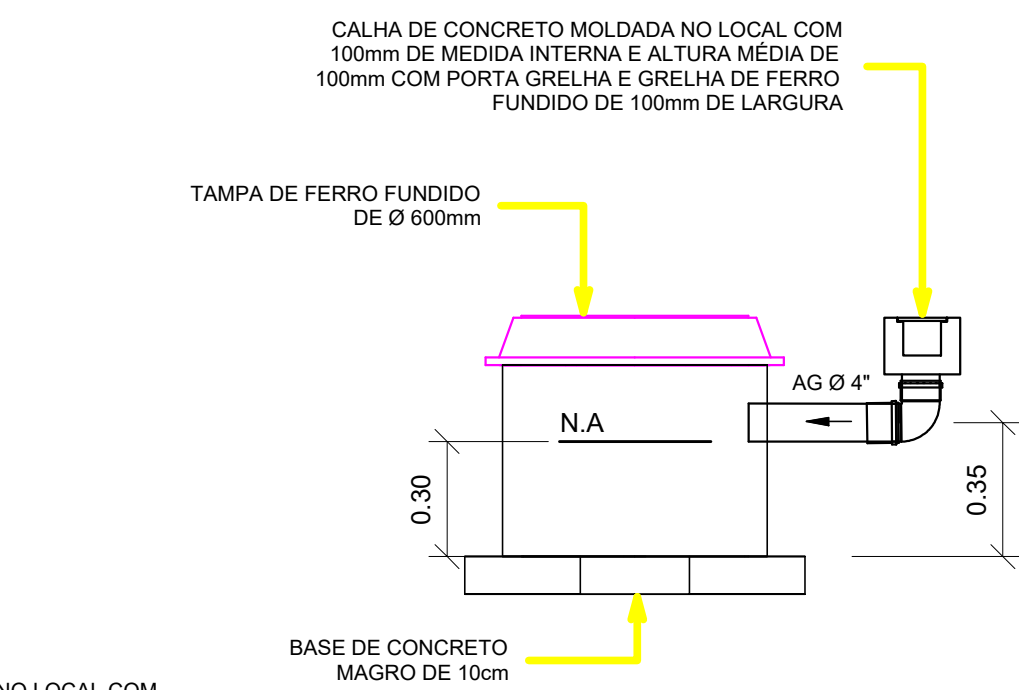 CALHA DE CONCRETO MOLDADA NO LOCAL COM
100mm DE MEDIDA INTERNA E ALTURA MÉDIA DE
100mm COM PORTA GRELHA E GRELHA DE FERRO
FUNDIDO DE 100mm DE LARGURA
TAMPA DE FERRO FUNDIDO
DE Ø 600mm
AG Ø 4"
N.A
0.30
0.35
BASE DE CONCRETO
MAGRO DE 10cm
NO LOCAL COM